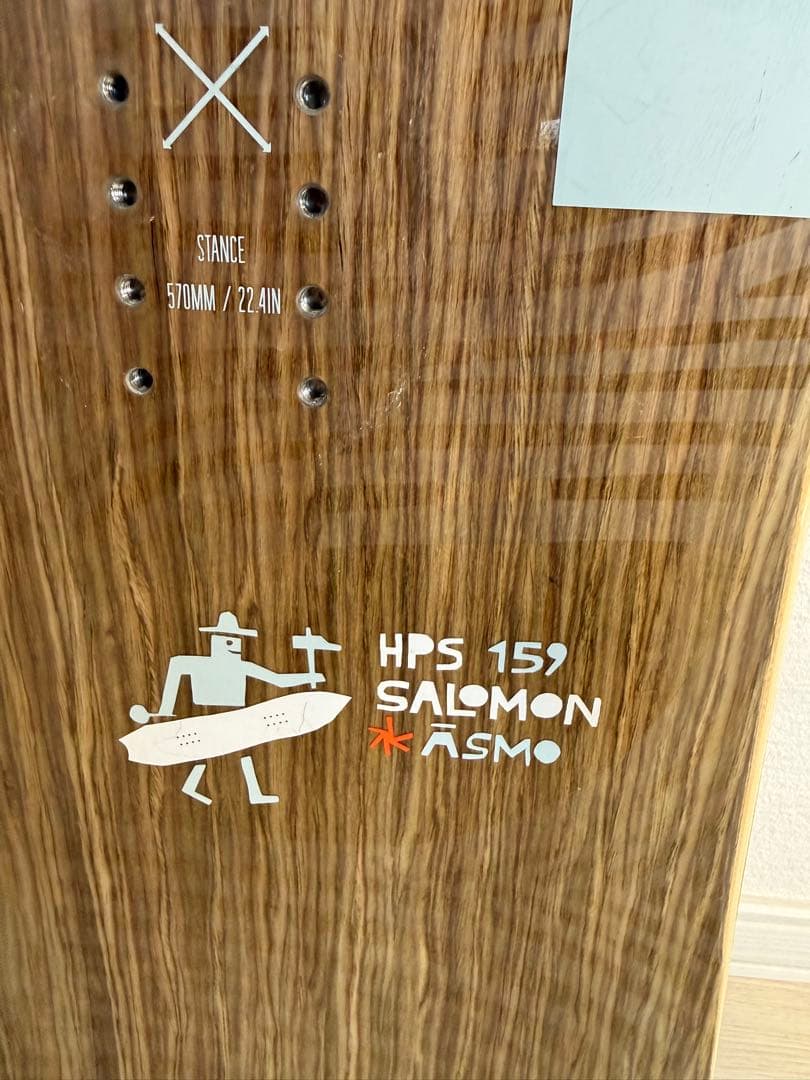 STANCE
570MM / 22.4IN
HPS 159
SALOMON
* ĀSMO